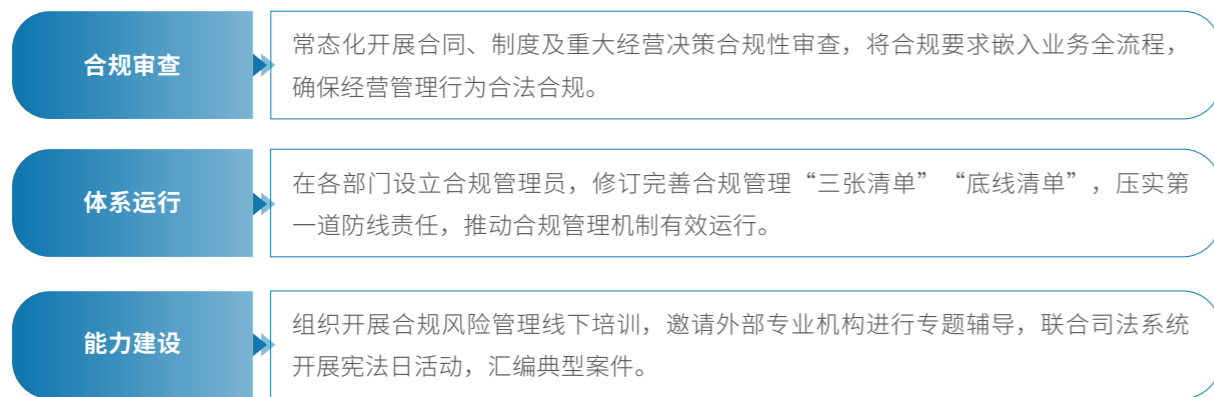 合规审查
常态化开展合同、制度及重大经营决策合规性审查，将合规要求嵌入业务全流程，
确保经营管理行为合法合规。
体系运行
在各部门设立合规管理员，修订完善合规管理“三张清单”“底线清单”，压实第
一道防线责任，推动合规管理机制有效运行。
能力建设
组织开展合规风险管理线下培训，邀请外部专业机构进行专题辅导，联合司法系统
开展宪法日活动，汇编典型案件。